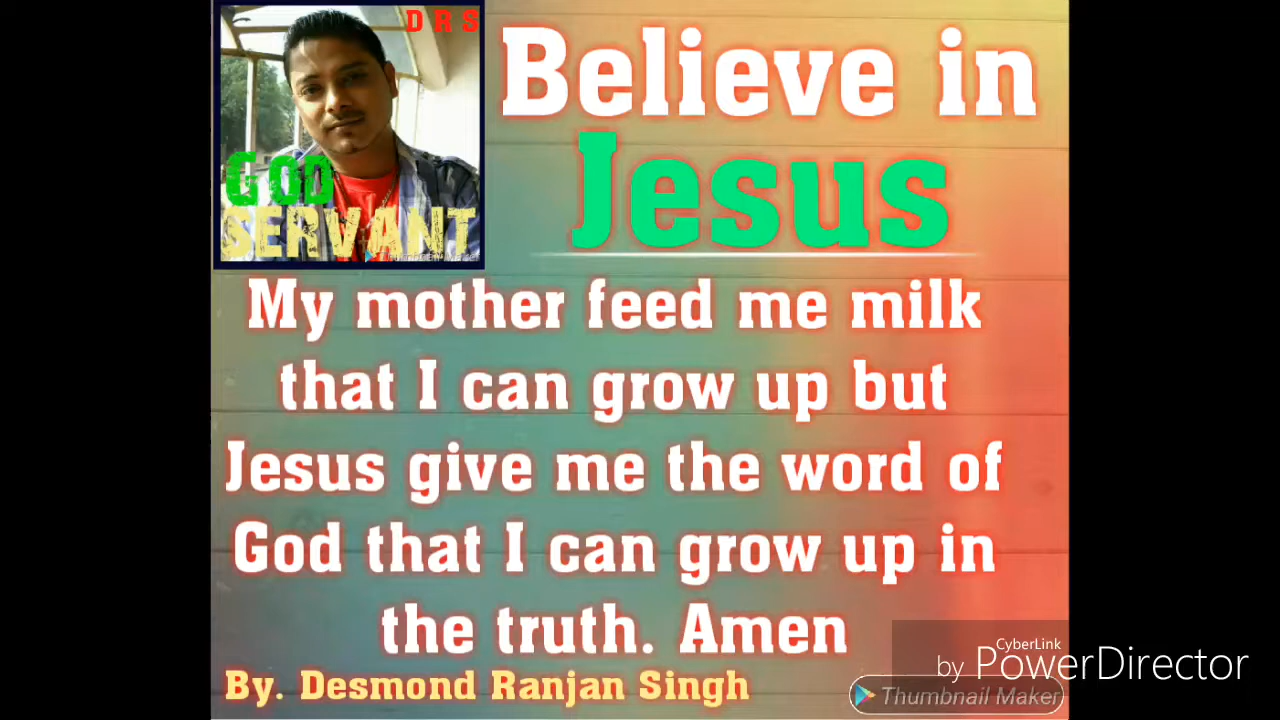 D R S
GOD
SERVANT
Believe in
Jesus
My mother feed me milk
that I can grow up but
Jesus give me the word of
God that I can grow up in
the truth. Amen
By. Desmond Ranjan Singh
CyberLink
by PowerDirector
Thumbnail Maker